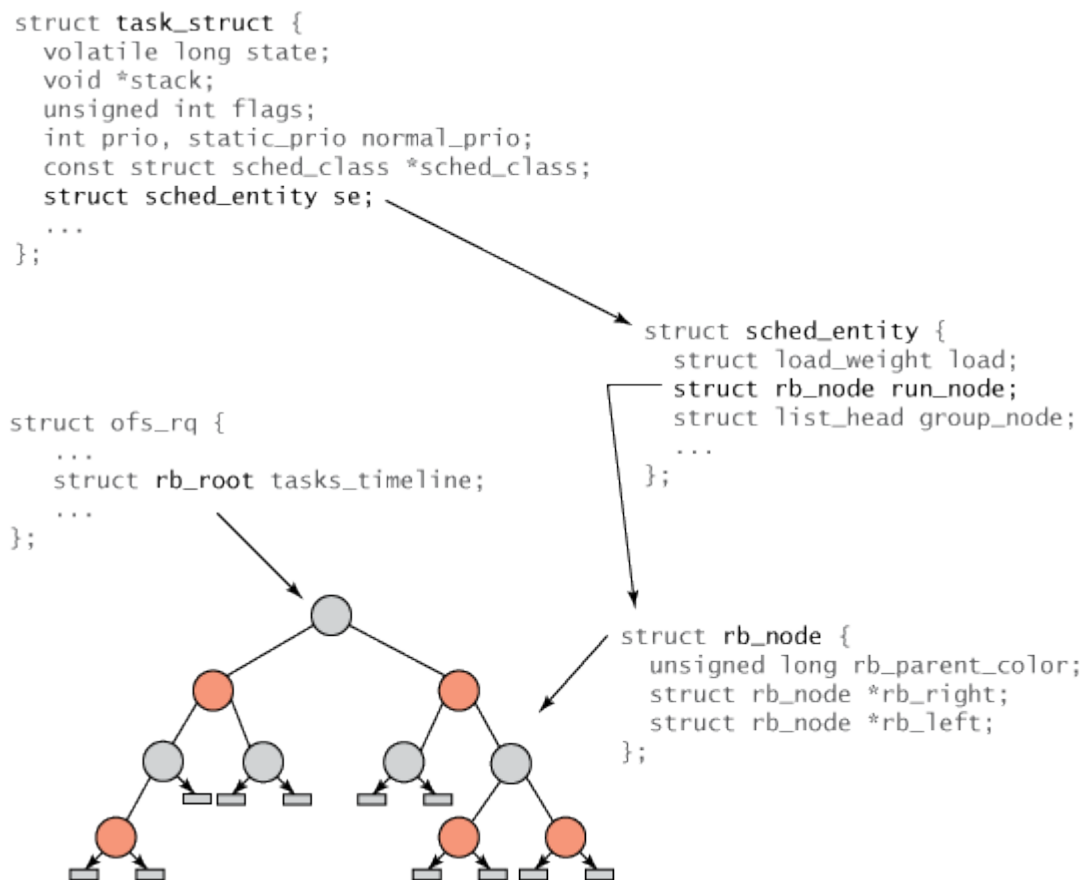 struct task_struct {
volatile long state;
void *stack;
unsigned int flags;
int prio, static_prio normal_prio;
const struct sched_class *sched_class;
struct sched_entity se;
...
};
struct sched_entity {
struct load_weight load;
struct rb_node run_node;
struct list_head group_node;
...
};
struct ofs_rq {
...
struct rb_root tasks_timeline;
...
};
struct rb_node {
unsigned long rb_parent_color;
struct rb_node *rb_right;
struct rb_node *rb_left;
};